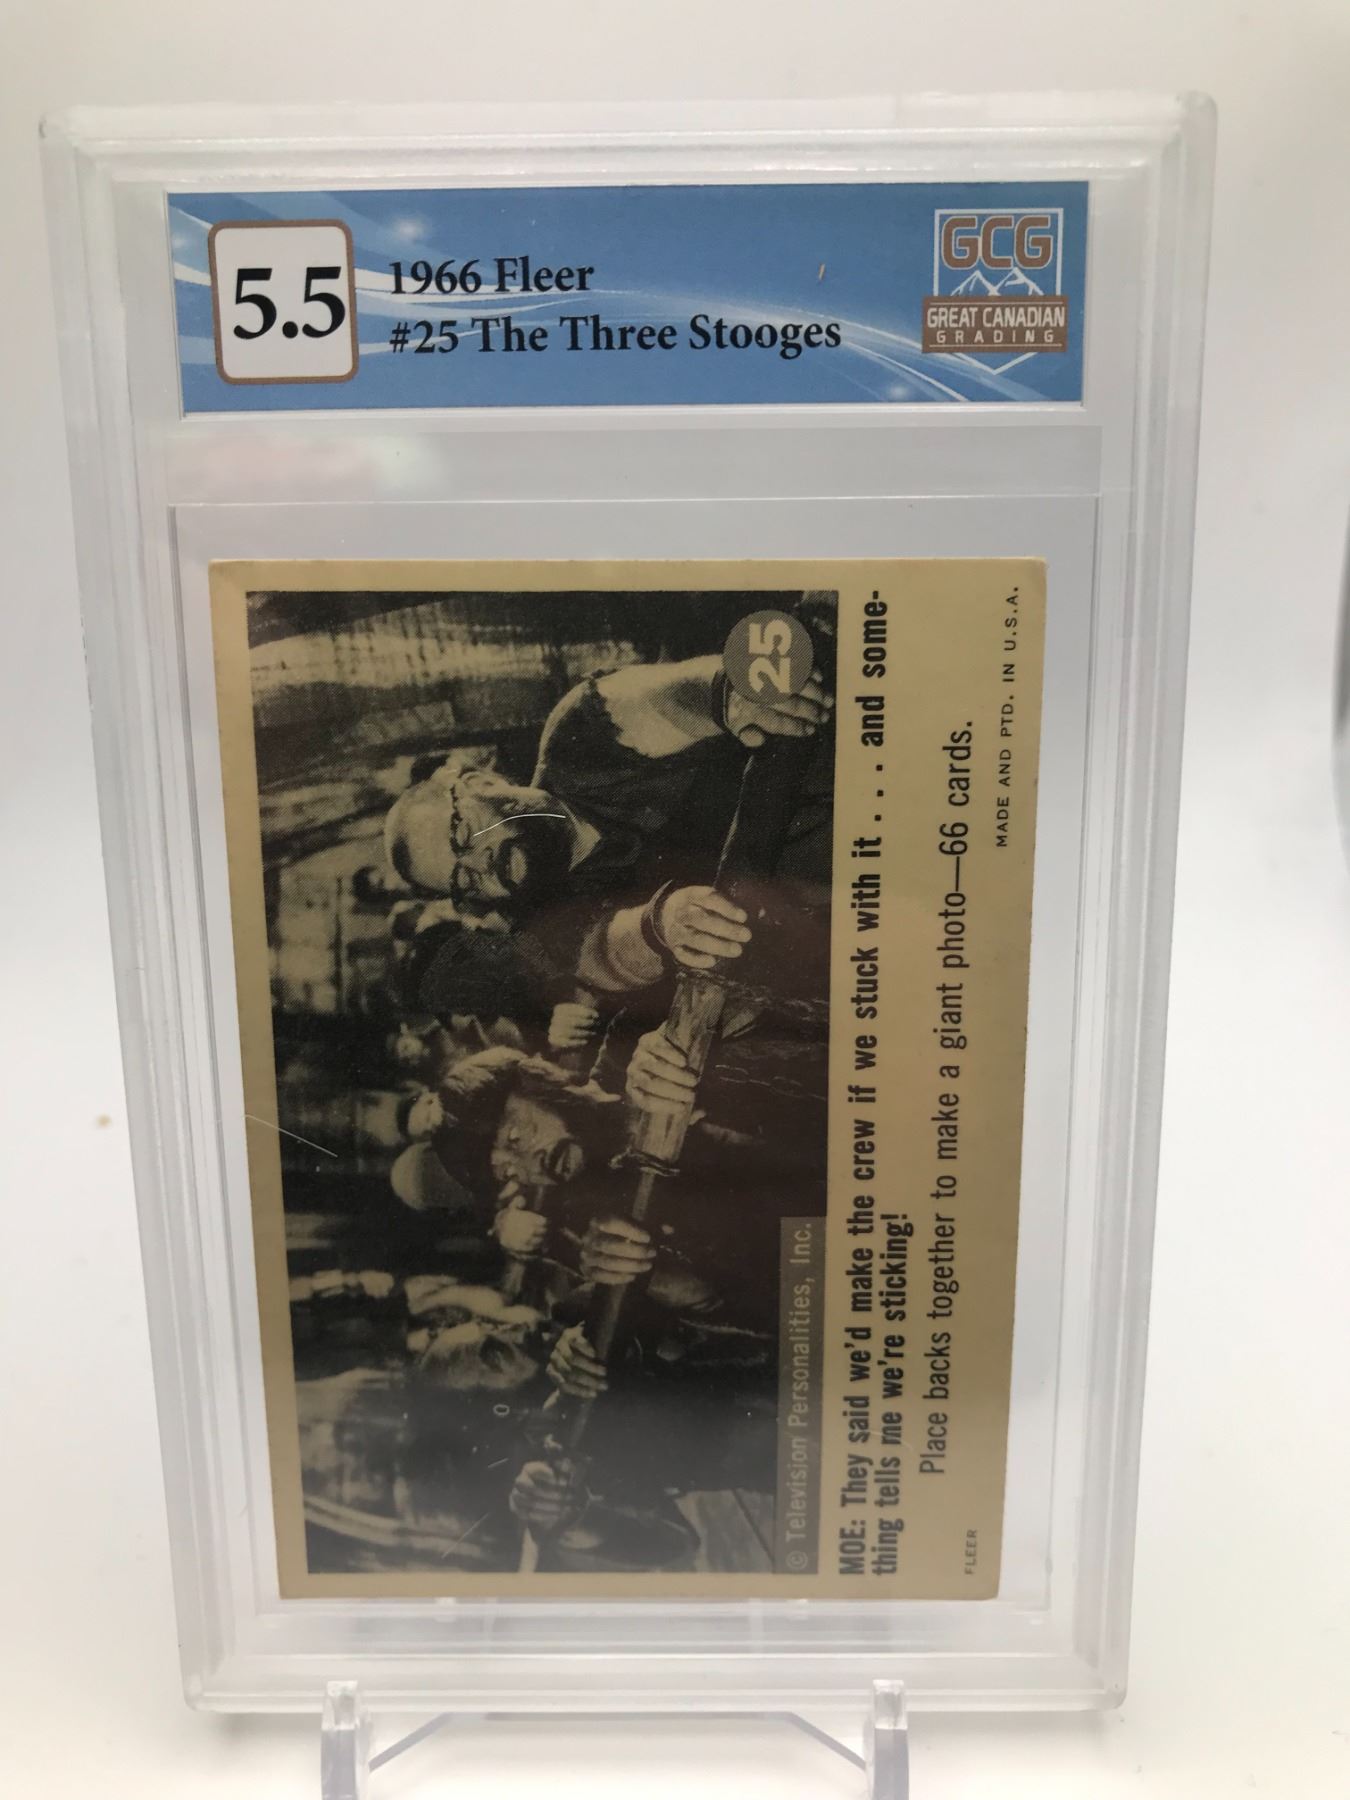 5.5
1966 Fleer
#25 The Three Stooges
GCG
GREAT CANADIAN
GRADING
25
© Television Personalities, Inc.
MOE: They said we'd make the crew if we stuck with it . . . and some-
thing tells me we're sticking!
Place backs together to make a giant photo—66 cards.
FLEER
MADE AND PTD. IN U.S.A.